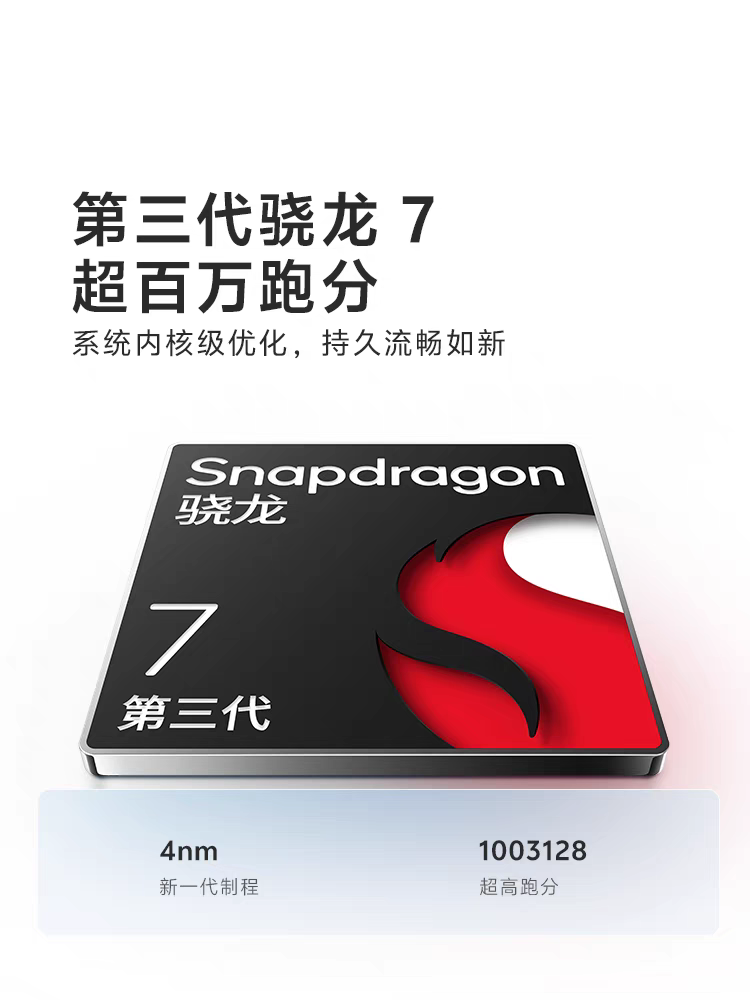 第三代骁龙 7
超百万跑分
系统内核级优化，持久流畅如新
Snapdragon
骁龙
7
第三代
4nm
新一代制程
1003128
超高跑分